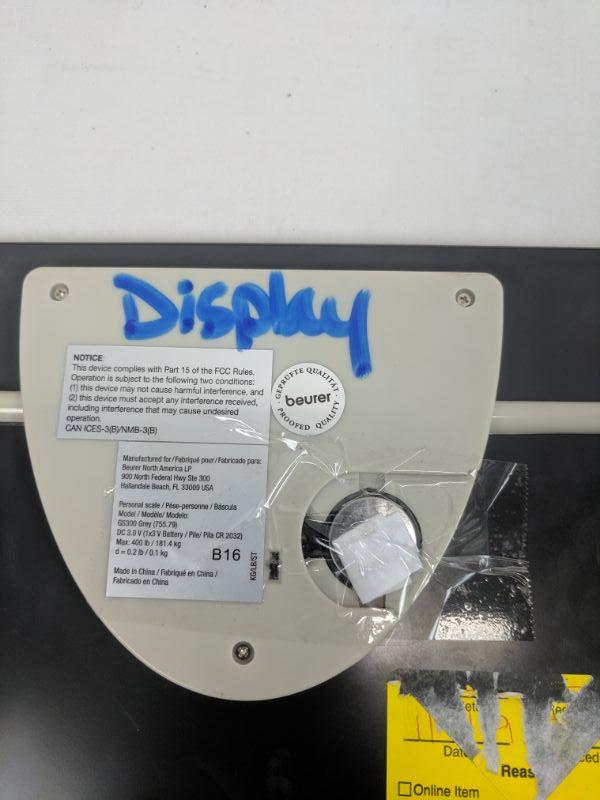 Display
NOTICE:
This device complies with Part 15 of the FCC Rules.
Operation is subject to the following two conditions:
(1) this device may not cause harmful interference, and
(2) this device must accept any interference received,
including interference that may cause undesired
operation.
CAN ICES-3(B)/NMB-3(B)
GEPRÜFTE QUALITÄT
beurer
PROOFED QUALITY
Manufactured for/Fabriqué pour/Fabricado para:
Beurer North America LP
900 North Federal Hwy Ste 300
Hallandale Beach, FL 33009 USA
Personal scale / Pèse-personne / Báscula
Model / Modèle/ Modelo:
GS300 Grey (755.79)
DC 3.0 V (1x3 V Battery / Pile/ Pila CR 2032)
Max: 400 lb / 181.4 kg
d = 0.2 lb / 0.1 kg
B16
Made in China / Fabriqué en China /
Fabricado en China
KG/LB/ST
Reas
Online Item